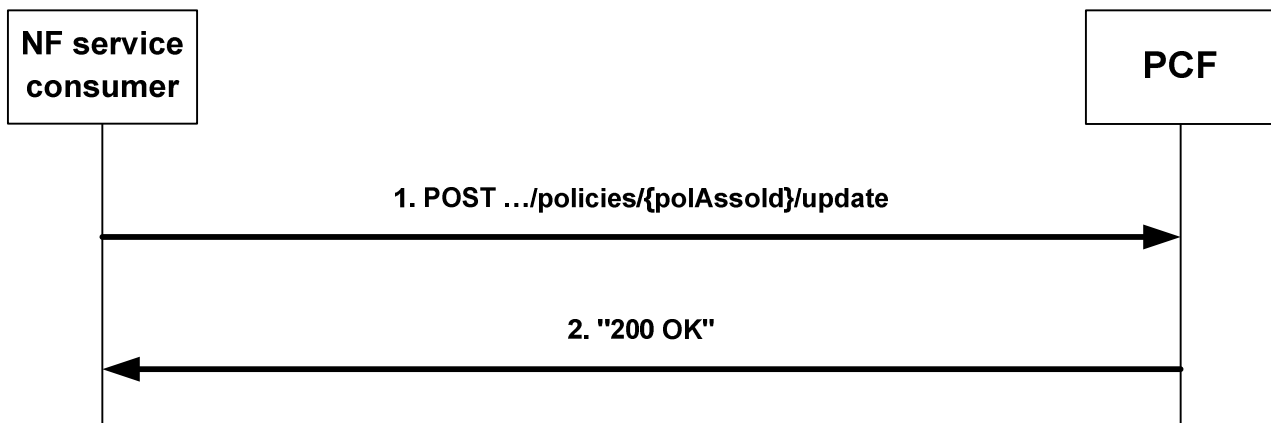 NF service
consumer
PCF
1. POST …/policies/{polAssoId}/update
2. "200 OK"